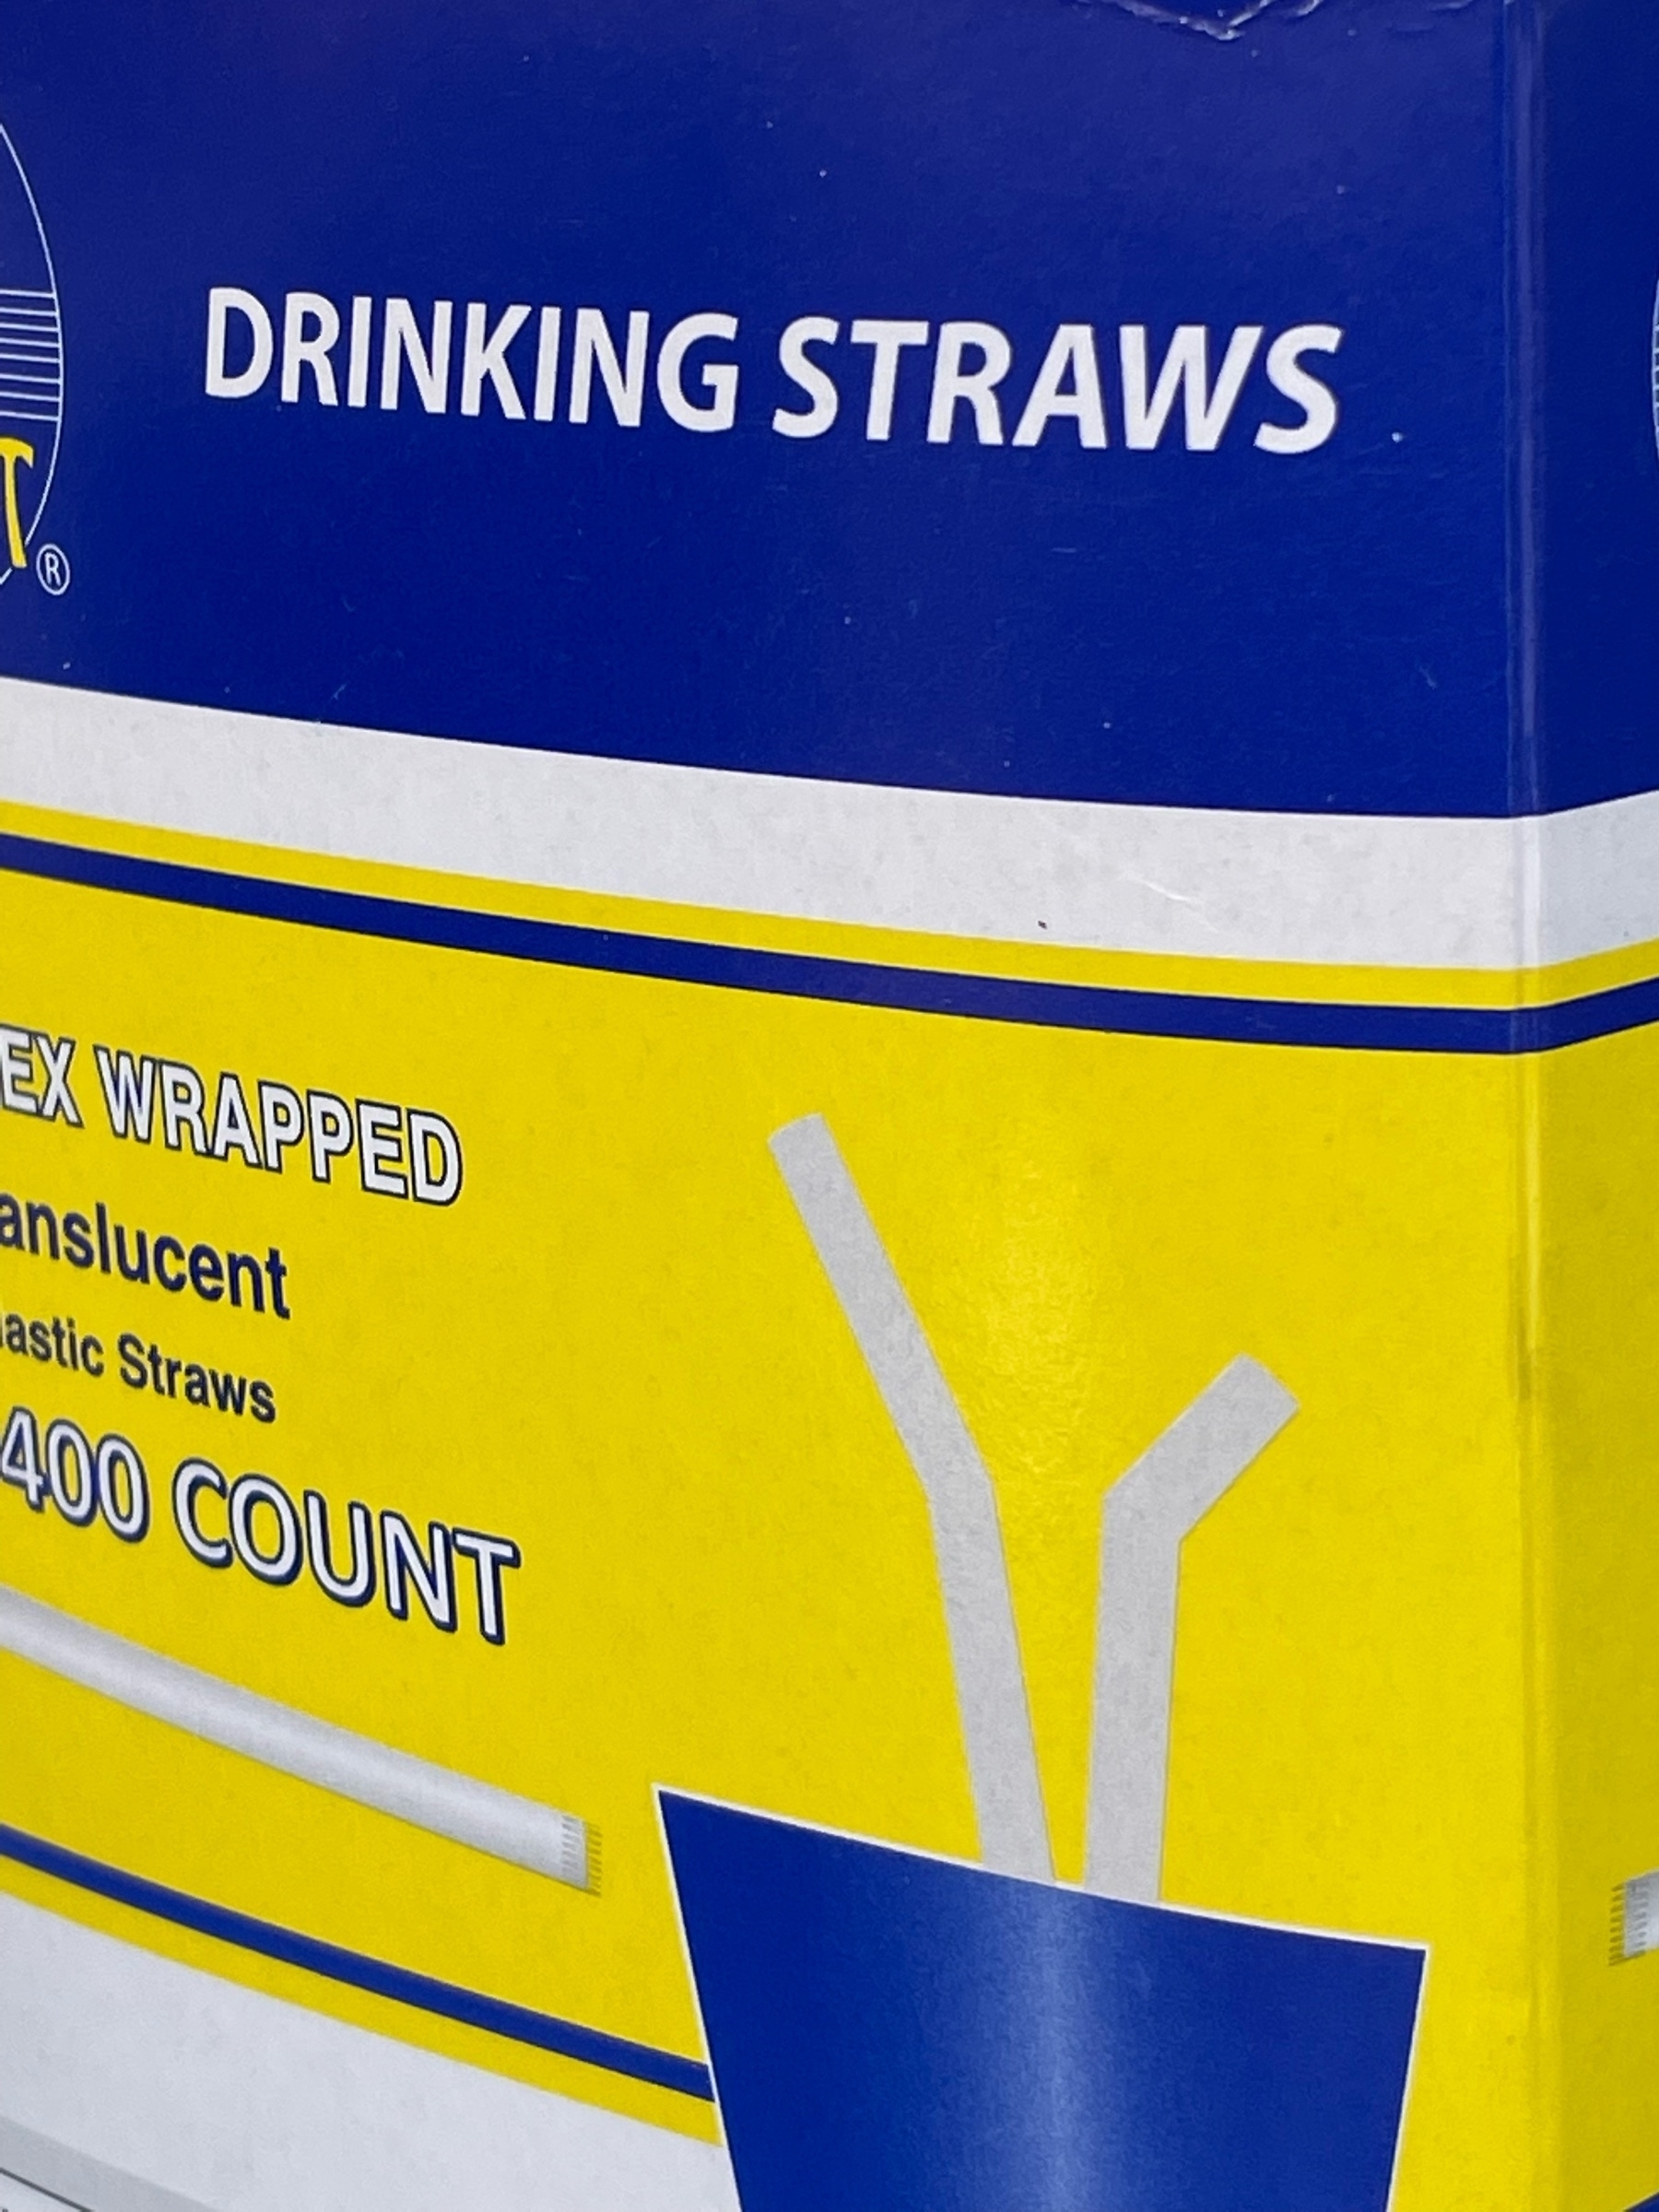 DRINKING STRAWS
T®
EX WRAPPED
anslucent
astic Straws
400 COUNT